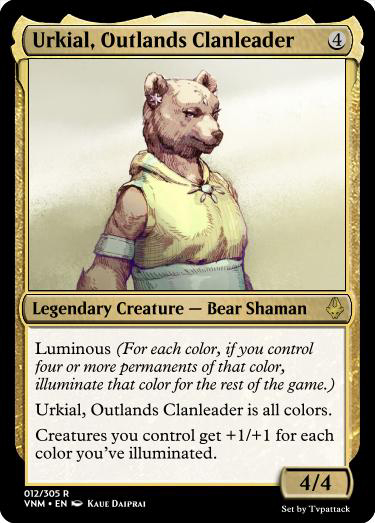 Urkial, Outlands Clanleader 4
Legendary Creature — Bear Shaman
Luminous (For each color, if you control
four or more permanents of that color,
illuminate that color for the rest of the game.)
Urkial, Outlands Clanleader is all colors.
Creatures you control get +1/+1 for each
color you've illuminated.
4/4
012/305 R
VNM • EN Kaue Daiprai
Set by Tvpattack